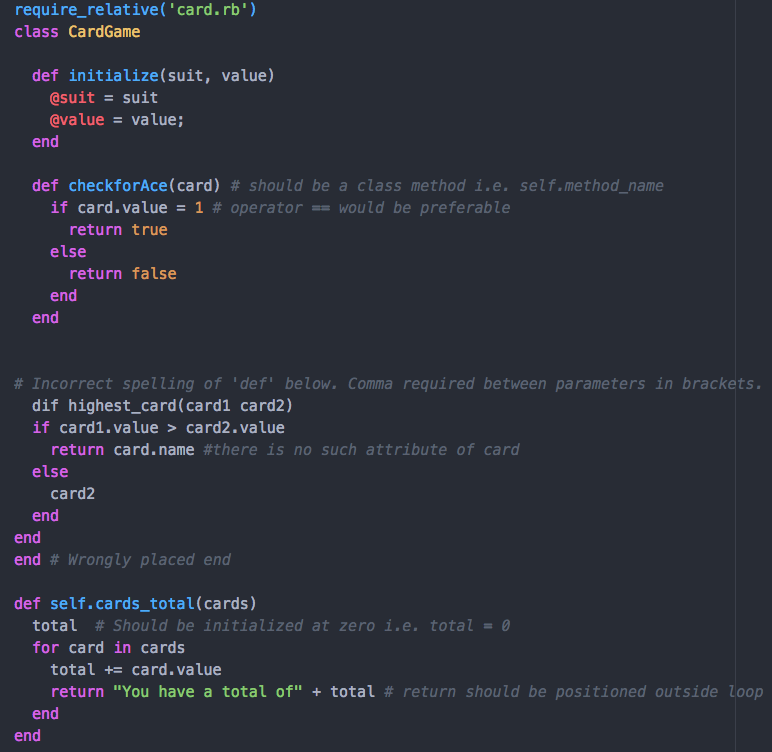 require_relative('card.rb')
class CardGame
def initialize(suit, value)
@suit = suit
@value = value;
end
def checkforAce(card) # should be a class method i.e. self.method_name
if card.value = 1 # operator == would be preferable
return true
else
return false
end
end
# Incorrect spelling of 'def' below. Comma required between parameters in brackets.
dif highest_card(card1 card2)
if card1.value > card2.value
return card.name #there is no such attribute of card
else
card2
end
end
end # Wrongly placed end
def self.cards_total(cards)
total # Should be initialized at zero i.e. total = 0
for card in cards
total += card.value
return "You have a total of" + total # return should be positioned outside loop
end
end